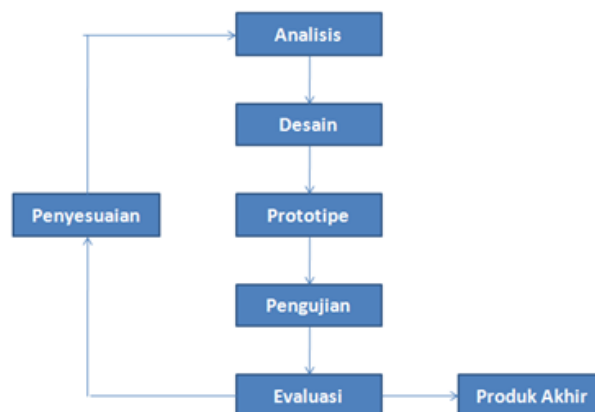 Analisis
Desain
Penyesuaian
Prototipe
Pengujian
Evaluasi
Produk Akhir